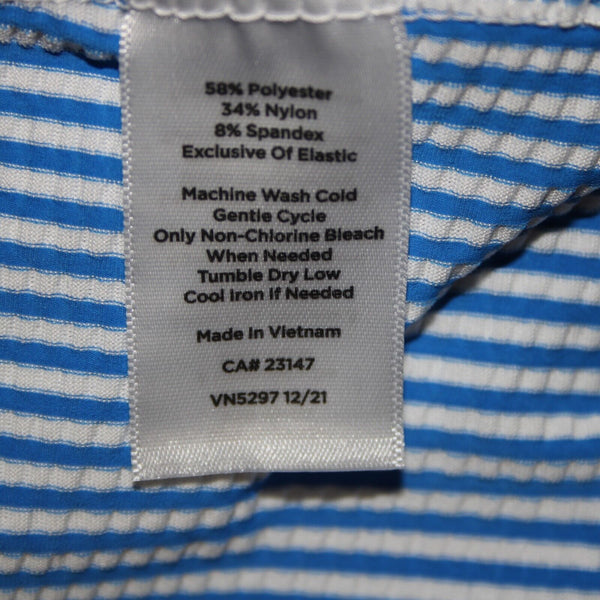 58% Polyester
34% Nylon
8% Spandex
Exclusive Of Elastic
Machine Wash Cold
Gentle Cycle
Only Non-Chlorine Bleach
When Needed
Tumble Dry Low
Cool Iron If Needed
Made In Vietnam
CA# 23147
VN5297 12/21